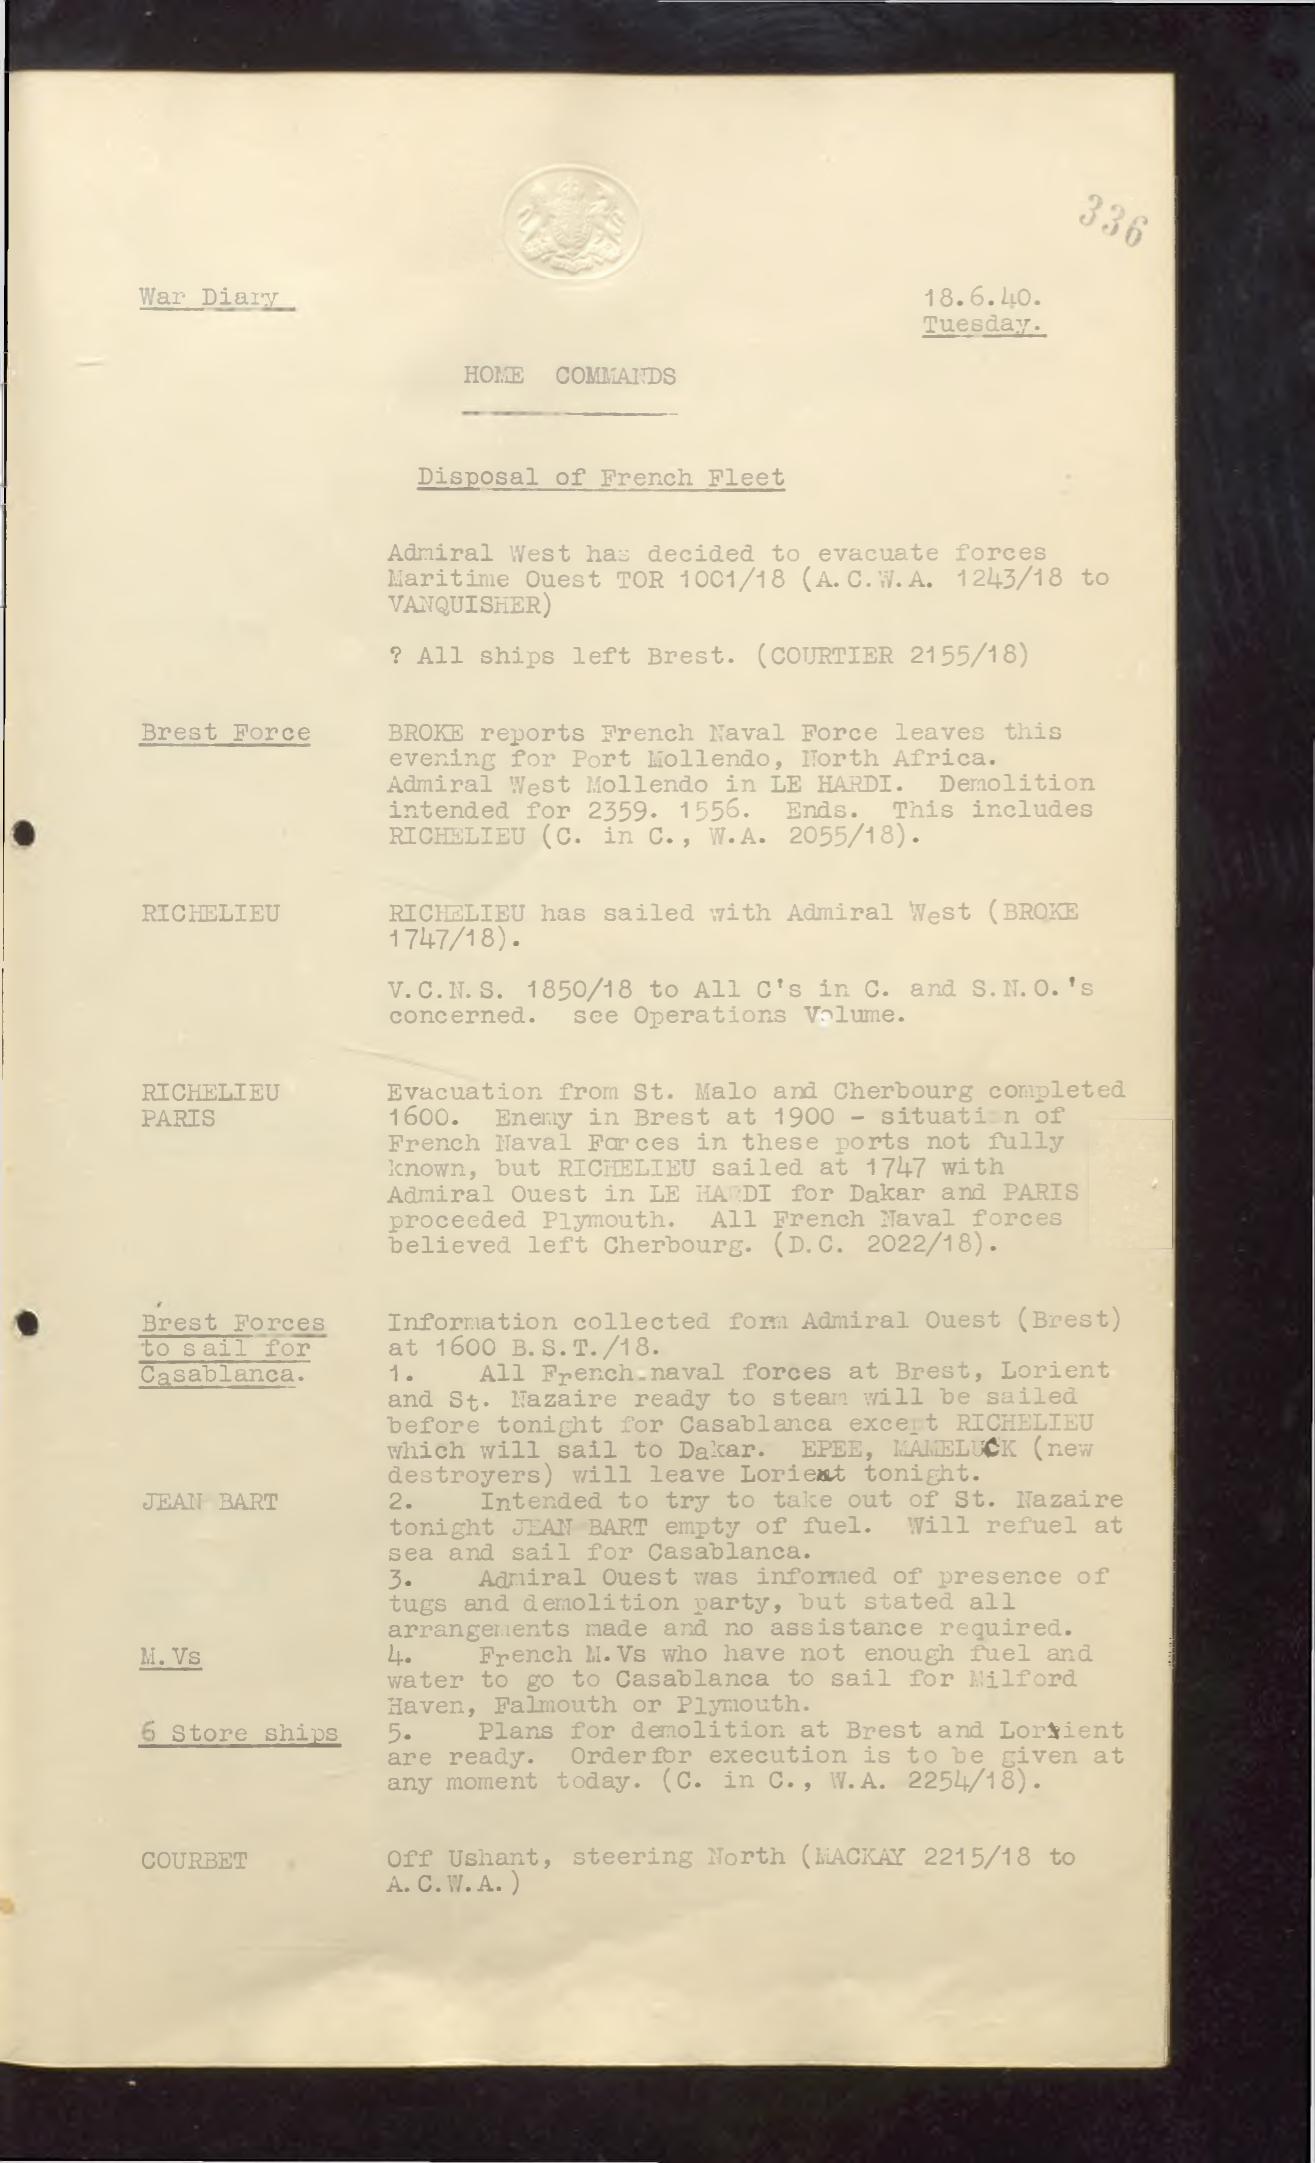 336
War Diary
18.6.40.
Tuesday.
HOME COMMANDS
Disposal of French Fleet
Admiral West has decided to evacuate forces
Maritime Ouest TOR 1001/18 (A.C.W.A. 1243/18 to
VANQUISHER)
? All ships left Brest. (COURTIER 2155/18)
Brest Force
BROKE reports French Naval Force leaves this
evening for Port Mollendo, North Africa.
Admiral West Mollendo in LE HARDI. Demolition
intended for 2359. 1556. Ends. This includes
RICHELIEU (C. in C., W.A. 2055/18).
RICHELIEU
RICHELIEU has sailed with Admiral West (BROKE
1747/18).
V.C.N.S. 1850/18 to All C's in C. and S.N.O.'s
concerned. see Operations Volume.
RICHELIEU
PARIS
Evacuation from St. Malo and Cherbourg completed
1600. Enemy in Brest at 1900 - situation of
French Naval Forces in these ports not fully
known, but RICHELIEU sailed at 1747 with
Admiral Ouest in LE HARDI for Dakar and PARIS
proceeded Plymouth. All French Naval forces
believed left Cherbourg. (D.C. 2022/18).
Brest Forces
to sail for
Casablanca.
Information collected form Admiral Ouest (Brest)
at 1600 B.S.T./18.
1. All French naval forces at Brest, Lorient
and St. Nazaire ready to steam will be sailed
before tonight for Casablanca except RICHELIEU
which will sail to Dakar. EPEE, MAMELUCK (new
destroyers) will leave Lorient tonight.
JEAN BART
2. Intended to try to take out of St. Nazaire
tonight JEAN BART empty of fuel. Will refuel at
sea and sail for Casablanca.
3. Admiral Ouest was informed of presence of
tugs and demolition party, but stated all
arrangements made and no assistance required.
M.Vs
4. French M.Vs who have not enough fuel and
water to go to Casablanca to sail for Milford
Haven, Falmouth or Plymouth.
6 Store ships
5. Plans for demolition at Brest and Lorient
are ready. Order for execution is to be given at
any moment today. (C. in C., W.A. 2254/18).
COURBET
Off Ushant, steering North (MACKAY 2215/18 to
A.C.W.A.)